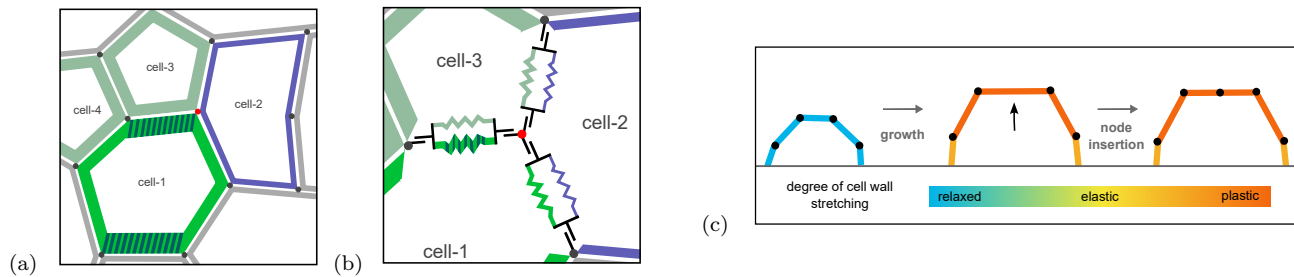 cell-3
cell-4
cell-2
cell-1
(a)
cell-3
cell-2
cell-1
(b)
growth
node
insertion
degree of cell wall
stretching
relaxed
elastic
plastic
(c)